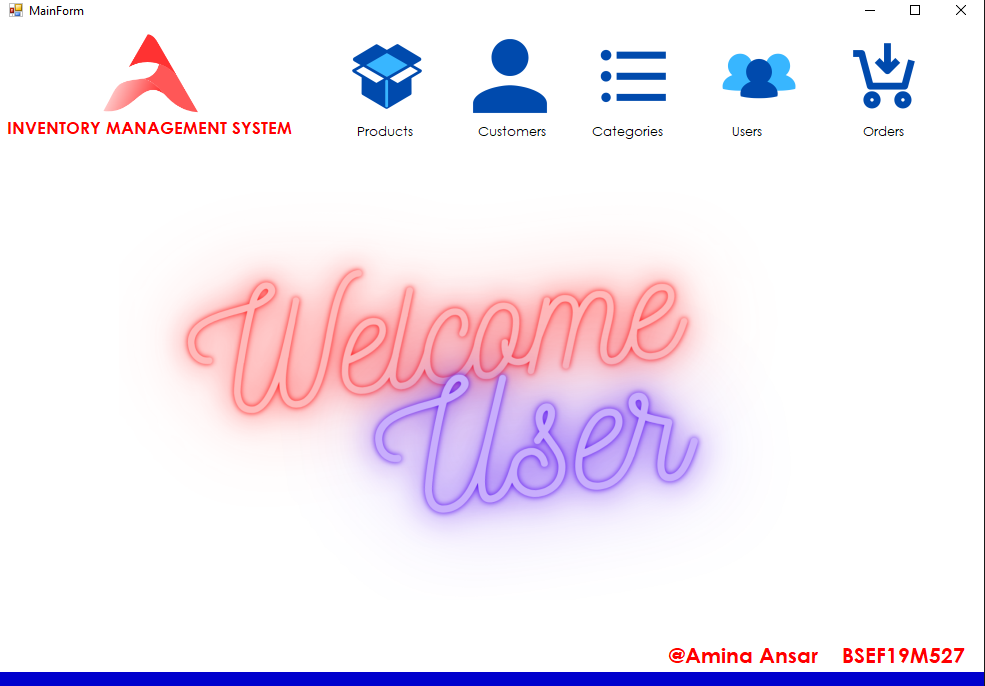 MainForm
INVENTORY MANAGEMENT SYSTEM
Products Customers Categories Users Orders
Welcome
User
@Amina Ansar BSEF19M527